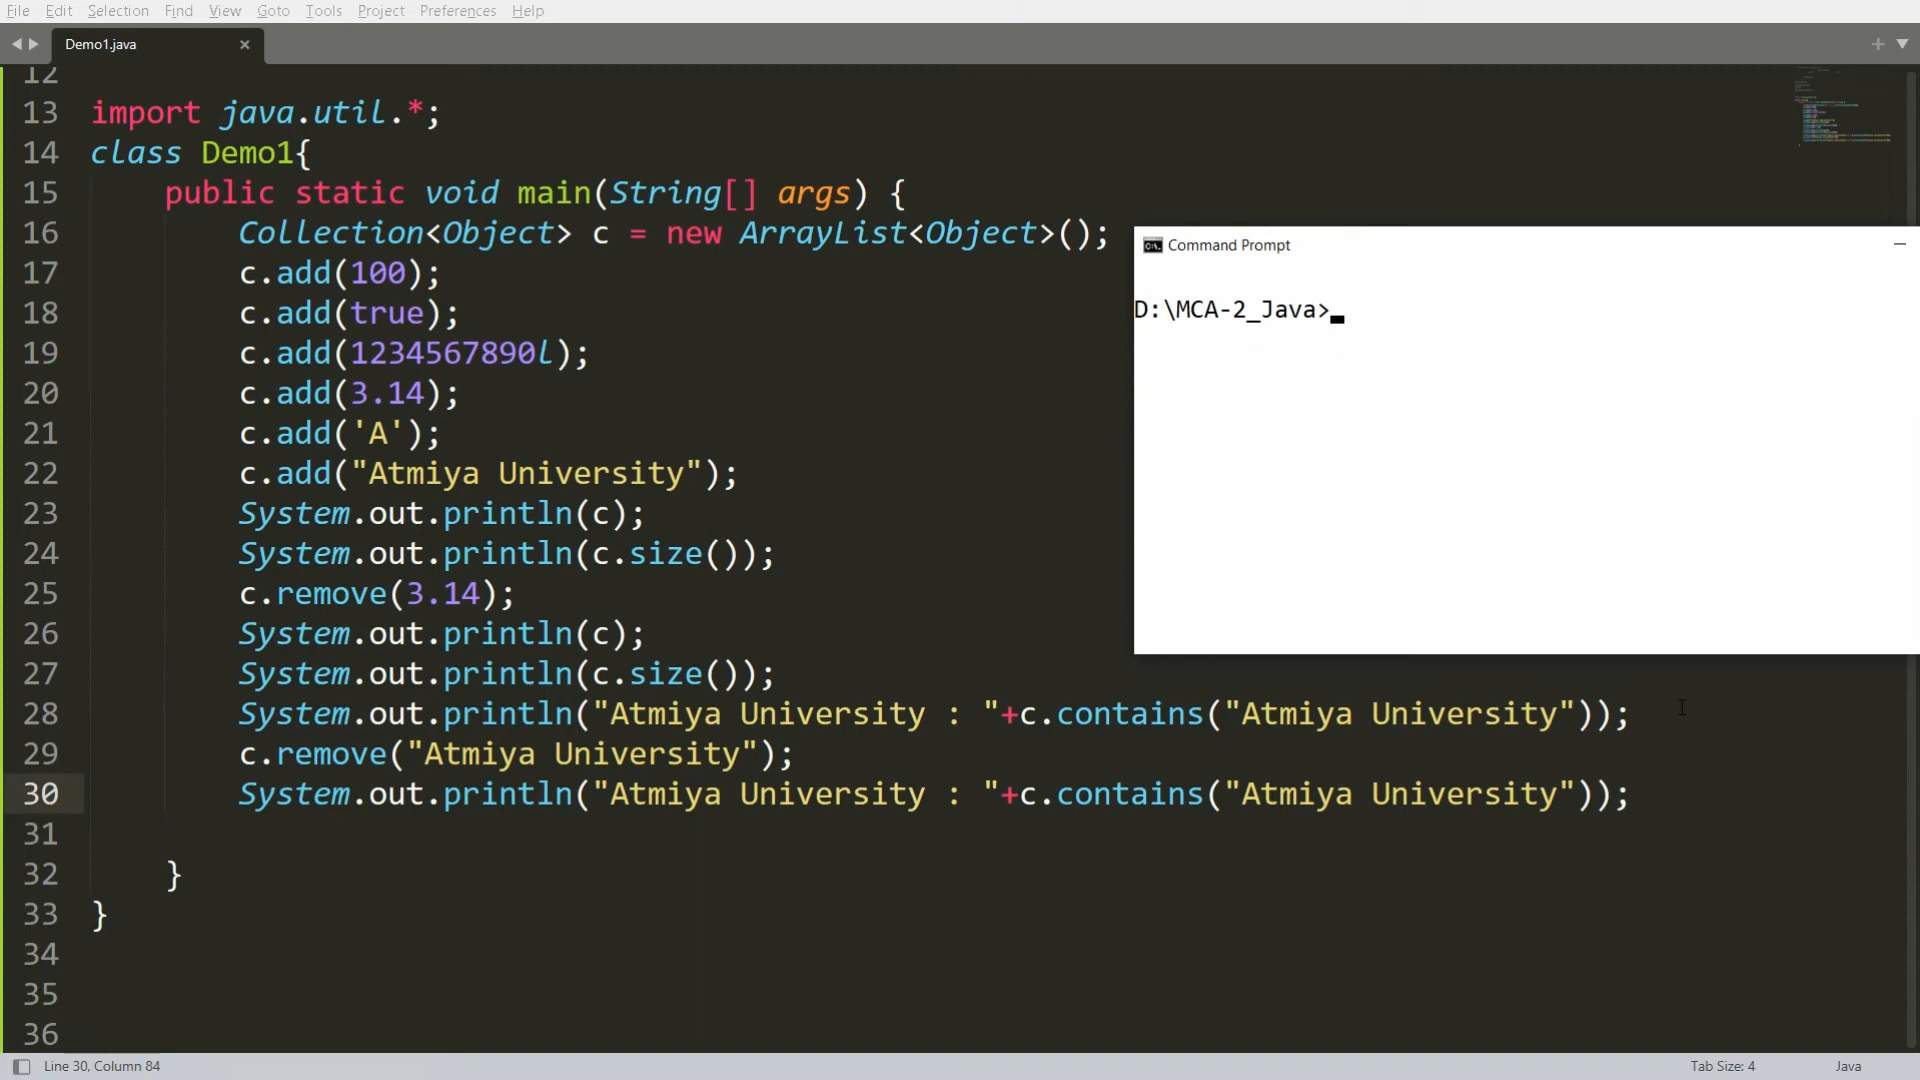 File Edit Selection Find View Goto Tools Project Preferences Help
Demo1.java
12
13 import java.util.*;
14 class Demo1{
15 public static void main(String[] args) {
16 Collection<Object> c = new ArrayList<Object>();
17 c.add(100);
18 c.add(true);
19 c.add(1234567890l);
20 c.add(3.14);
21 c.add('A');
22 c.add("Atmiya University");
23 System.out.println(c);
24 System.out.println(c.size());
25 c.remove(3.14);
26 System.out.println(c);
27 System.out.println(c.size());
28 System.out.println("Atmiya University : "+c.contains("Atmiya University"));
29 c.remove("Atmiya University");
30 System.out.println("Atmiya University : "+c.contains("Atmiya University"));
31
32 }
33 }
34
35
36
Command Prompt
D:\MCA-2_Java>
Line 30, Column 84
Tab Size: 4
Java